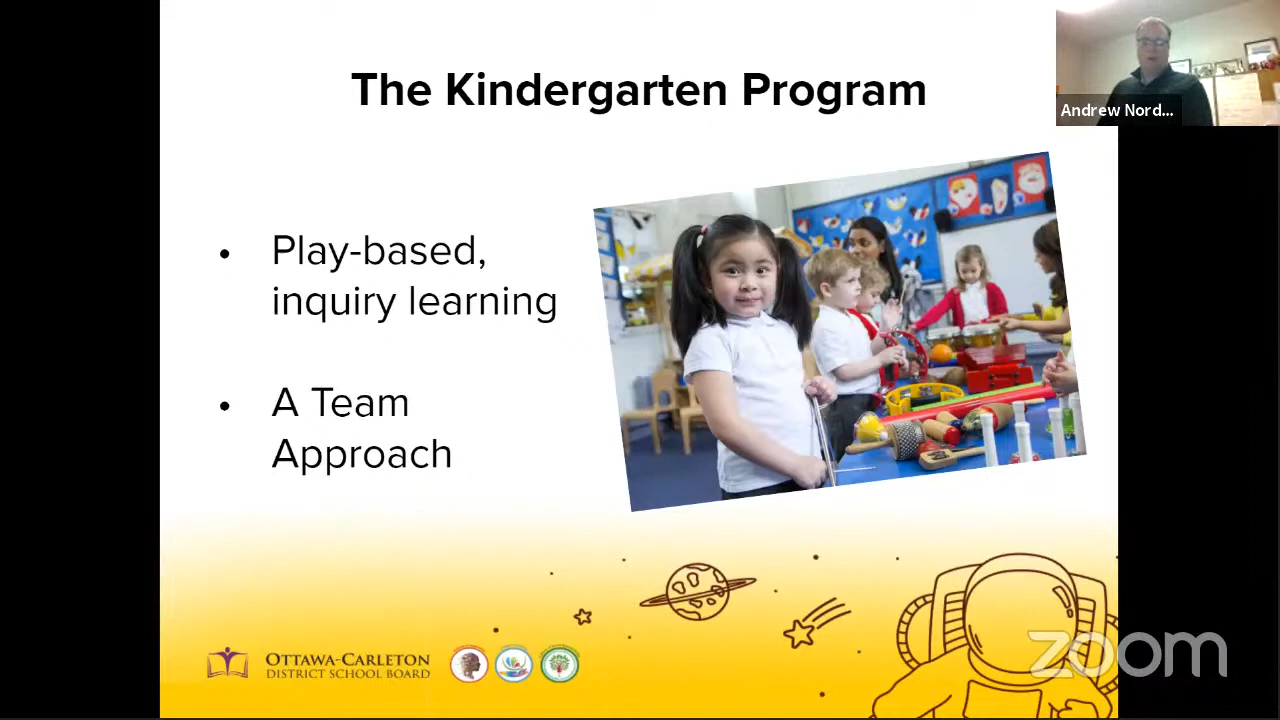 The Kindergarten Program
Andrew Nord...
• Play-based,
inquiry learning
• A Team
Approach
OTTAWA-CARLETON
DISTRICT SCHOOL BOARD
zoom